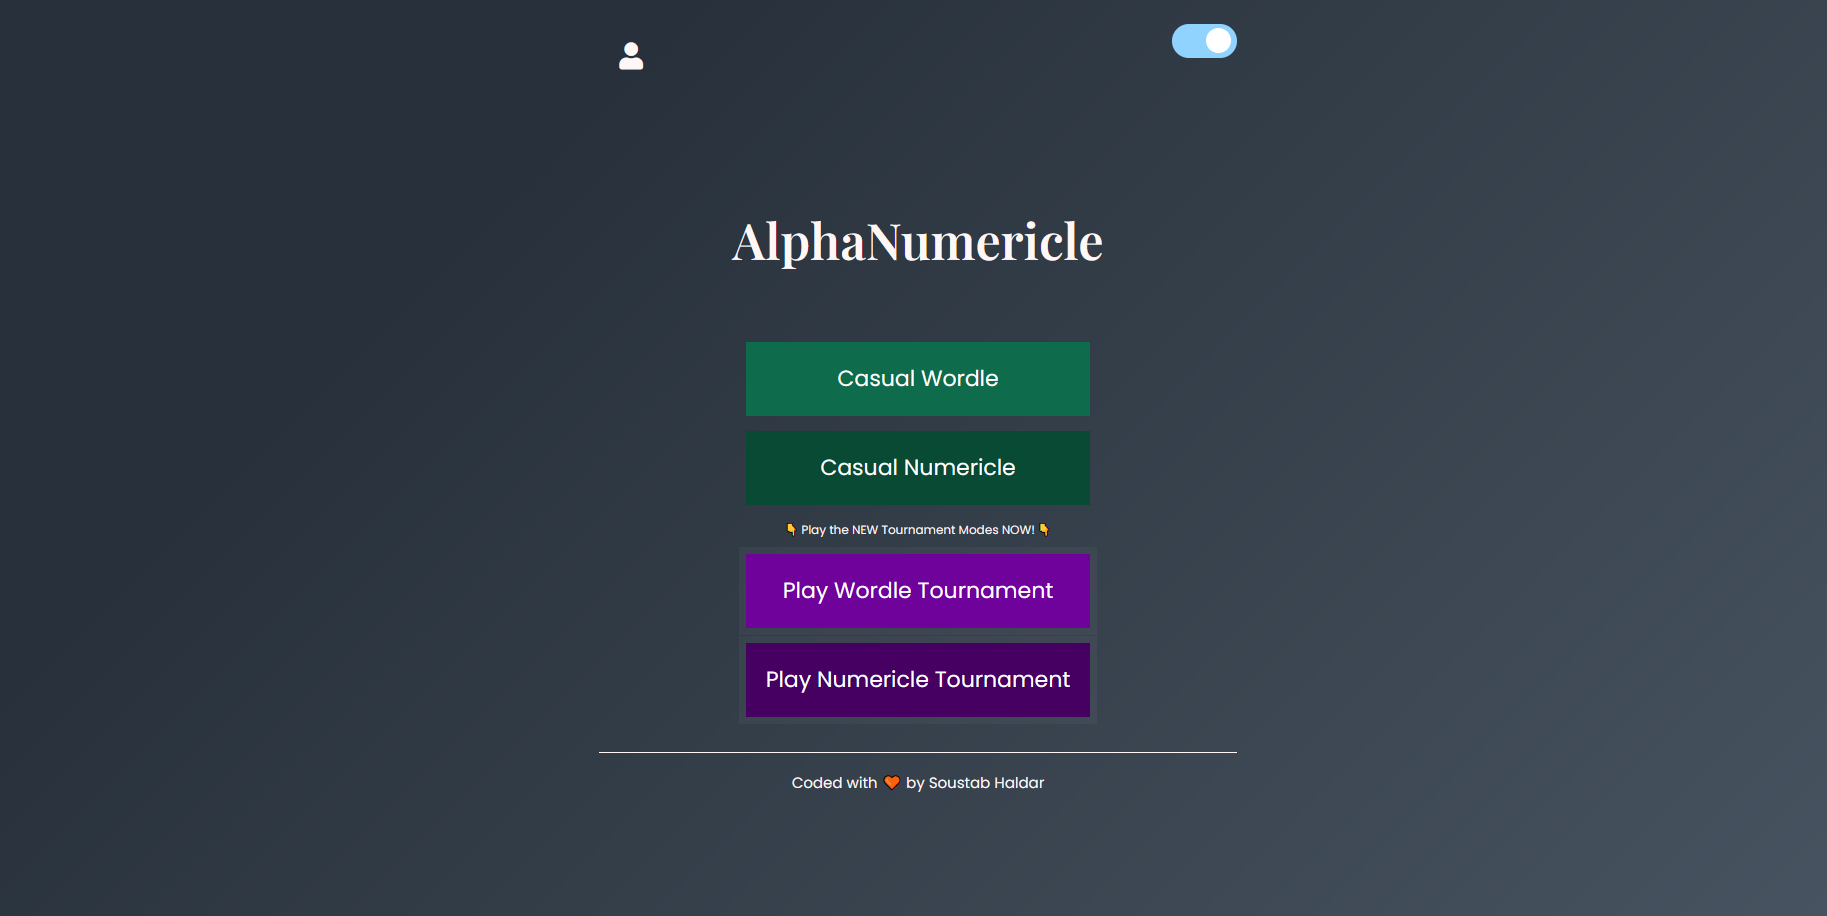 AlphaNumericle
Casual Wordle
Casual Numericle
👇 Play the NEW Tournament Modes NOW! 👇
Play Wordle Tournament
Play Numericle Tournament
Coded with 🧡 by Soustab Haldar